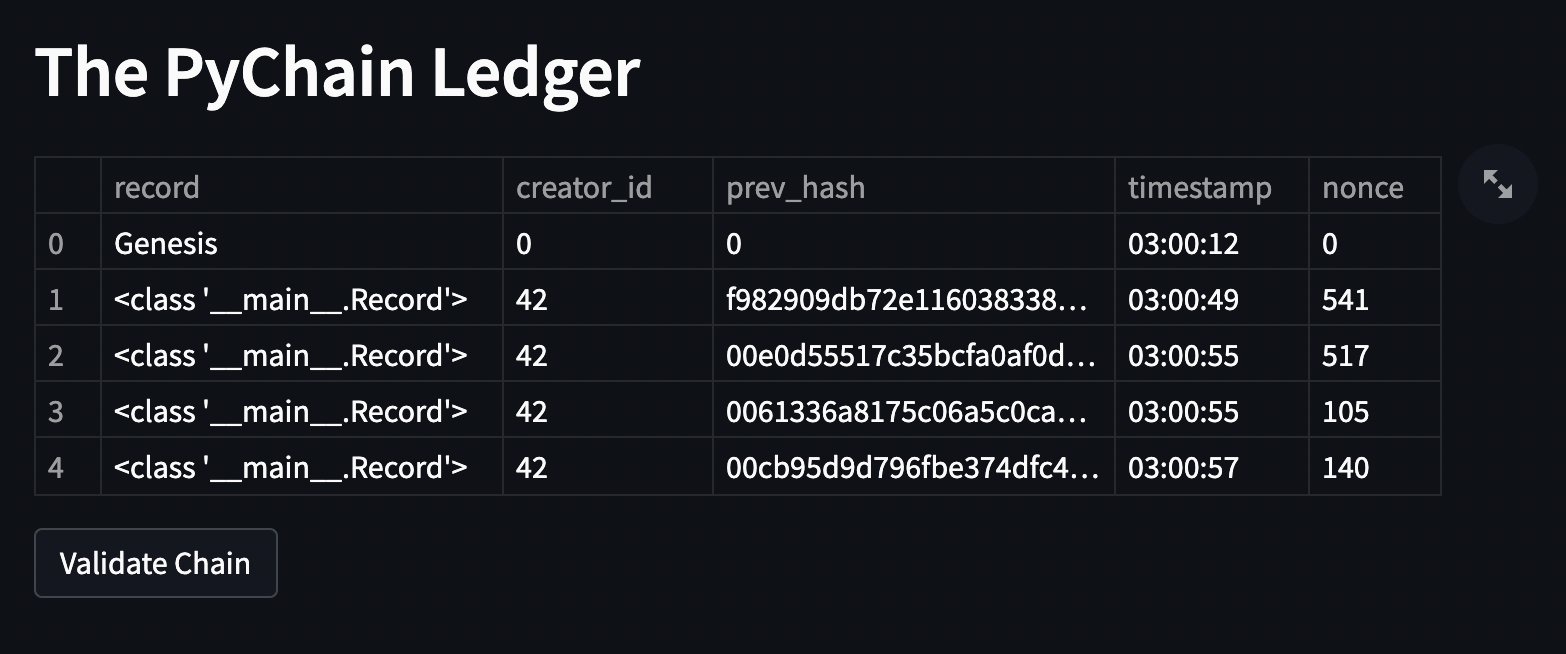 The PyChain Ledger
record creator_id prev_hash timestamp nonce
0 Genesis 0 0 03:00:12 0
1 <class '__main__.Record'> 42 f982909db72e116038338… 03:00:49 541
2 <class '__main__.Record'> 42 00e0d55517c35bcfa0af0d… 03:00:55 517
3 <class '__main__.Record'> 42 0061336a8175c06a5c0ca… 03:00:55 105
4 <class '__main__.Record'> 42 00cb95d9d796fbe374dfc4… 03:00:57 140
Validate Chain